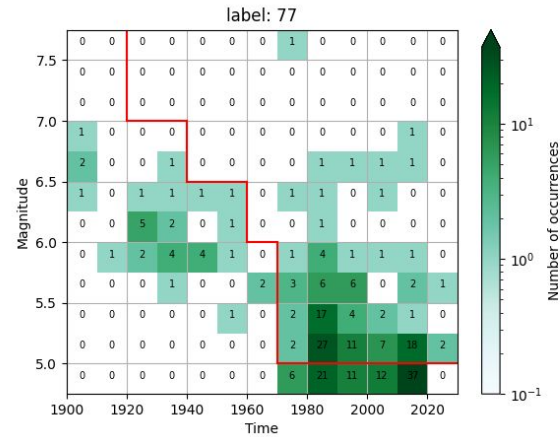 label: 77
0 0 0 0 0 0 0 1 0 0 0 0 0
7.5
0 0 0 0 0 0 0 0 0 0 0 0 0
0 0 0 0 0 0 0 0 0 0 0 0 0
7.0
1 0 0 0 0 0 0 0 0 0 0 1 0
2 0 0 1 0 0 0 0 1 1 1 1 0
6.5
1 0 1 1 1 1 0 1 1 0 1 0 0
0 0 5 2 0 1 0 0 1 0 0 0 0
6.0
0 1 2 4 4 1 0 1 4 1 1 1 0
0 0 0 1 0 0 2 3 6 6 0 2 1
5.5
0 0 0 0 0 1 0 2 17 4 2 1 0
0 0 0 0 0 0 0 2 27 11 7 18 2
5.0
0 0 0 0 0 0 0 6 21 11 12 37 0
1900 1920 1940 1960 1980 2000 2020
Time
Magnitude
10¹
10⁰
10⁻¹
Number of occurrences